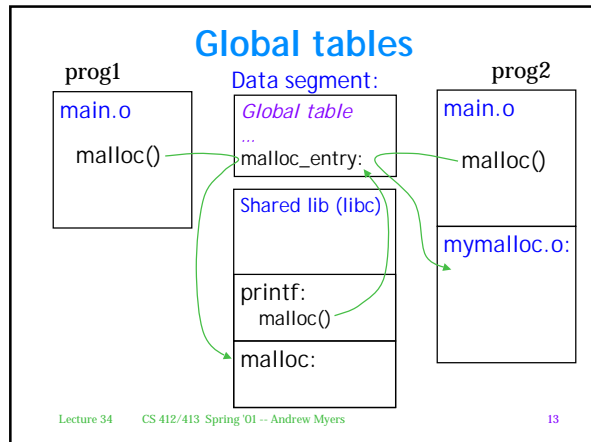 Global tables
prog1
main.o
malloc()
Data segment:
Global table
...
malloc_entry:
Shared lib (libc)
printf:
malloc()
malloc:
prog2
main.o
malloc()
mymalloc.o:
Lecture 34 CS 412/413 Spring '01 -- Andrew Myers 13